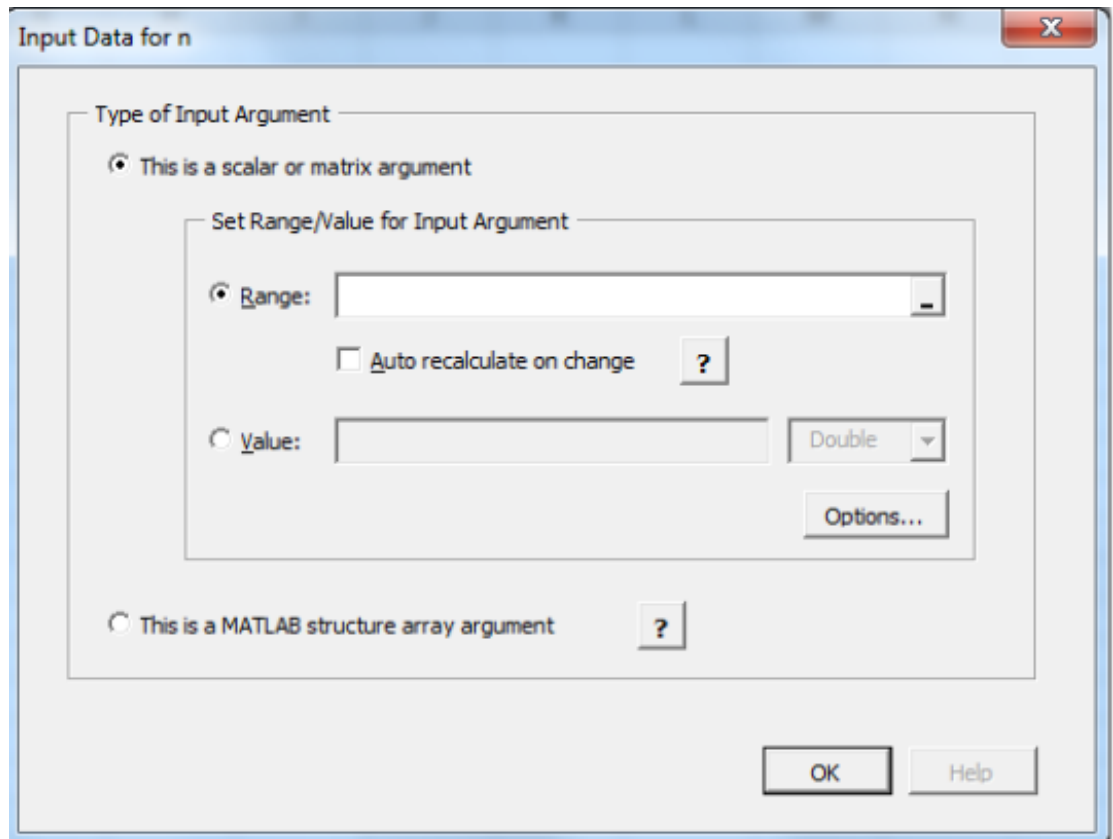 Input Data for n
X
Type of Input Argument
This is a scalar or matrix argument
Set Range/Value for Input Argument
Range:
Auto recalculate on change ?
Value: Double
Options...
This is a MATLAB structure array argument ?
OK Help